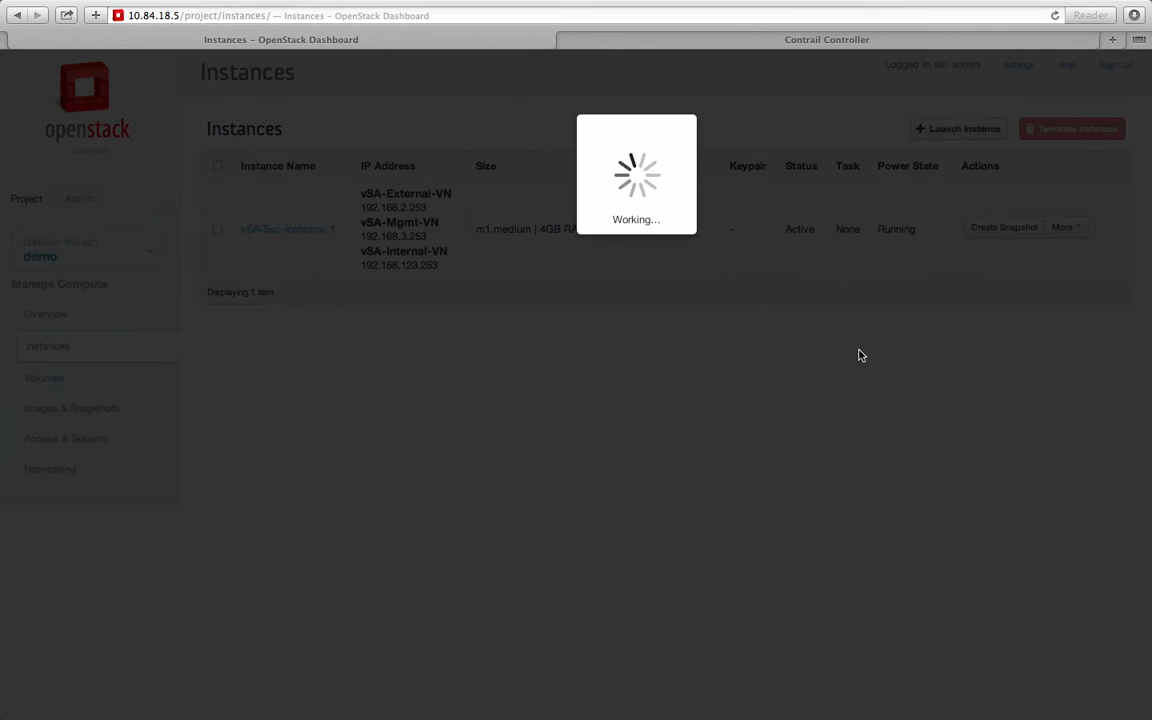 10.84.18.5/project/instances/ — Instances – OpenStack Dashboard
Reader
Instances – OpenStack Dashboard
Contrail Controller
Instances
Logged in as: admin
Settings
Help
Sign Out
openstack
DASHBOARD
Instances
Launch Instance
Terminate Instances
Instance Name
IP Address
Size
Keypair
Status
Task
Power State
Actions
Project
Admin
vSA-External-VN
192.168.2.253
vSA-Mgmt-VN
192.168.3.253
vSA-Internal-VN
192.168.123.253
vSA-Svc-Instance_1
m1.medium | 4GB RA
-
Active
None
Running
Create Snapshot
More
Working...
CURRENT PROJECT
demo
Manage Compute
Displaying 1 item
Overview
Instances
Volumes
Images & Snapshots
Access & Security
Networking